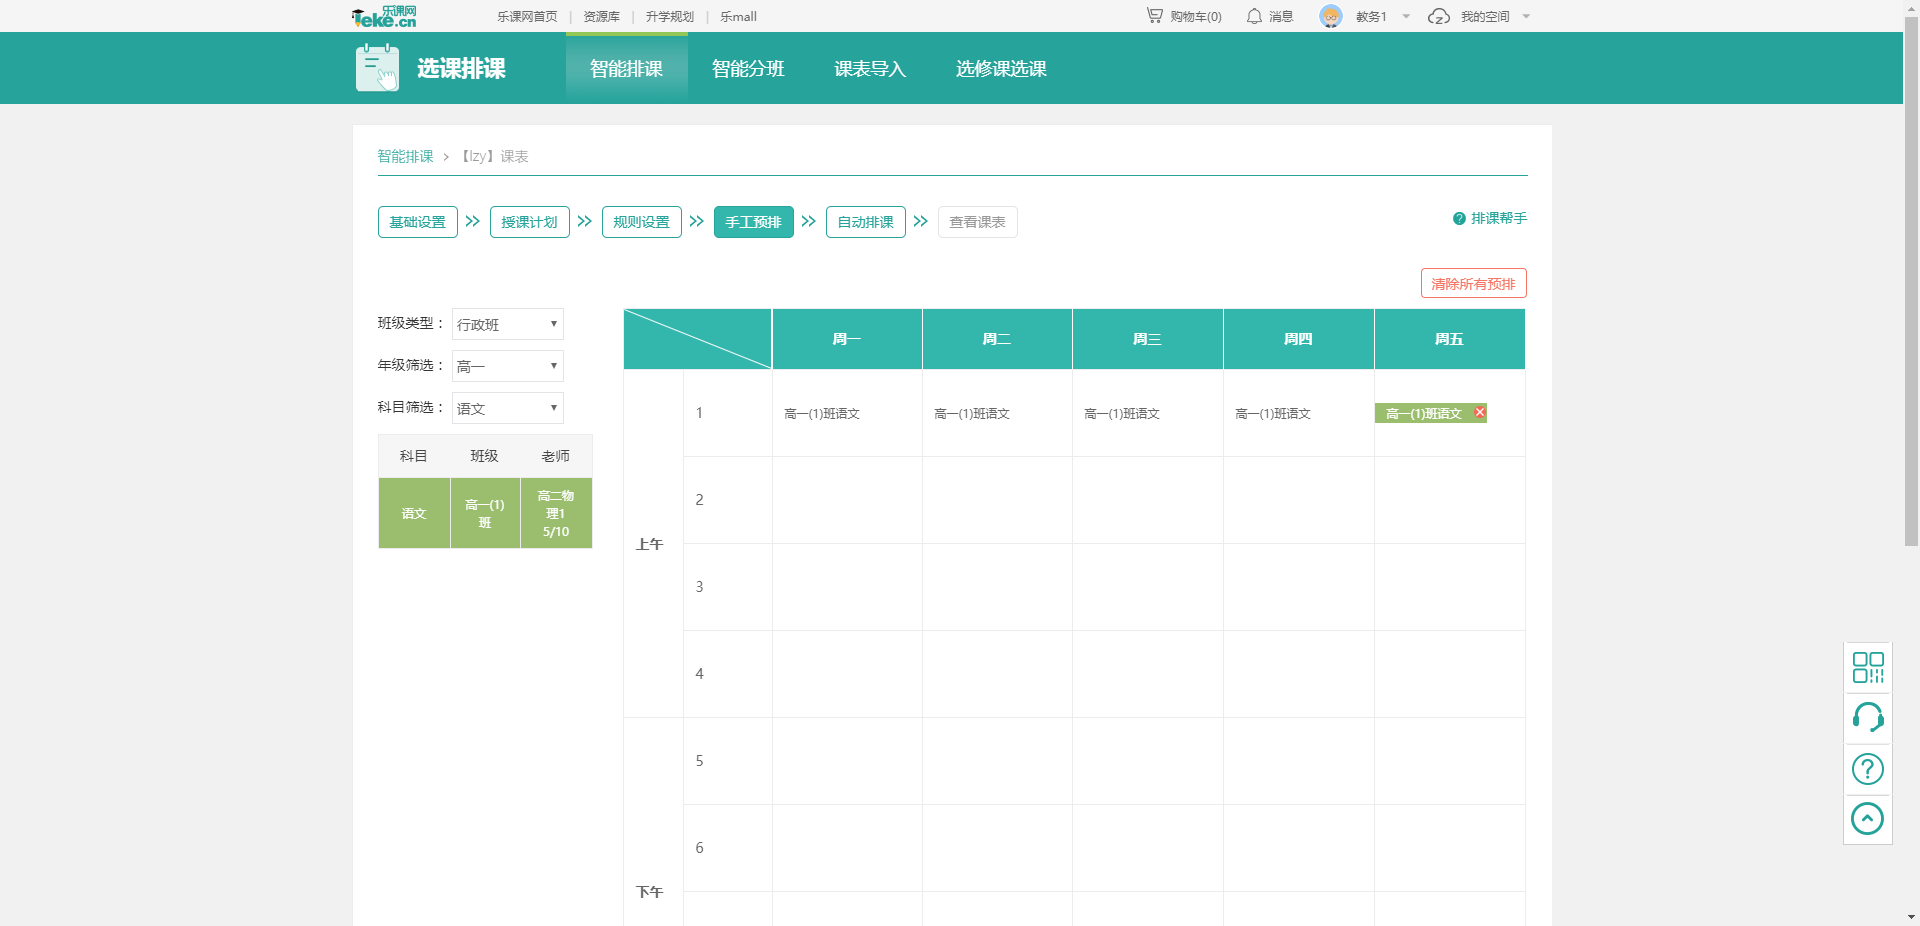 乐课网
leke.cn
乐课网首页 | 资源库 | 升学规划 | 乐mall
购物车(0) 消息 教务1 我的空间
选课排课 智能排课 智能分班 课表导入 选修课选课
智能排课 > 【lzy】课表
基础设置 授课计划 规则设置 手工预排 自动排课 查看课表
排课帮手
清除所有预排
班级类型： 行政班
年级筛选： 高一
科目筛选： 语文
科目 班级 老师
语文 高一(1)班 高二物理1 5/10
周一 周二 周三 周四 周五
上午
1 高一(1)班语文 高一(1)班语文 高一(1)班语文 高一(1)班语文 高一(1)班语文
2
3
4
下午
5
6